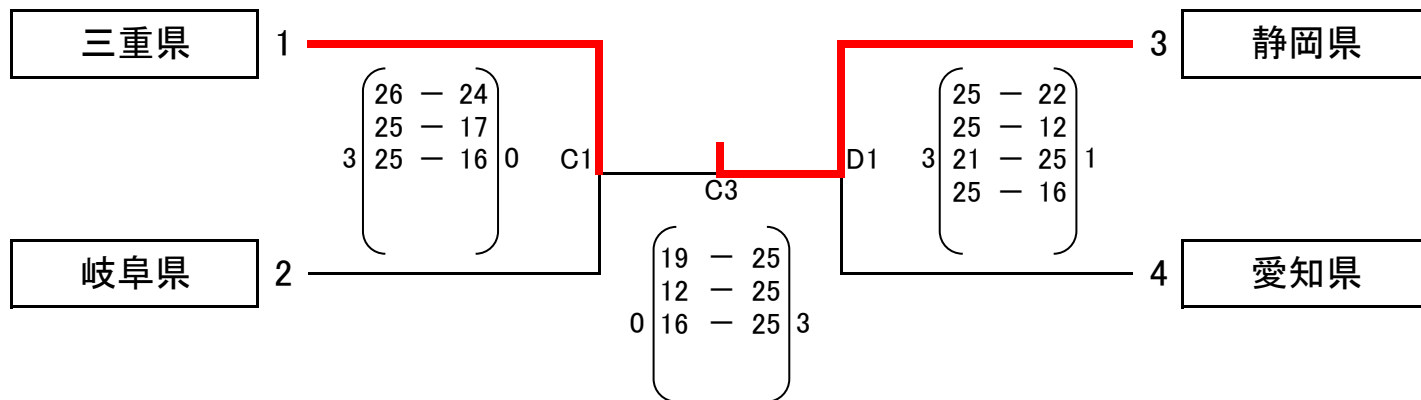 三重県 1
3 静岡県
26 － 24
25 － 17
3 25 － 16 0
C1
D1
25 － 22
25 － 12
3 21 － 25 1
25 － 16
C3
岐阜県 2
4 愛知県
19 － 25
12 － 25
0 16 － 25 3